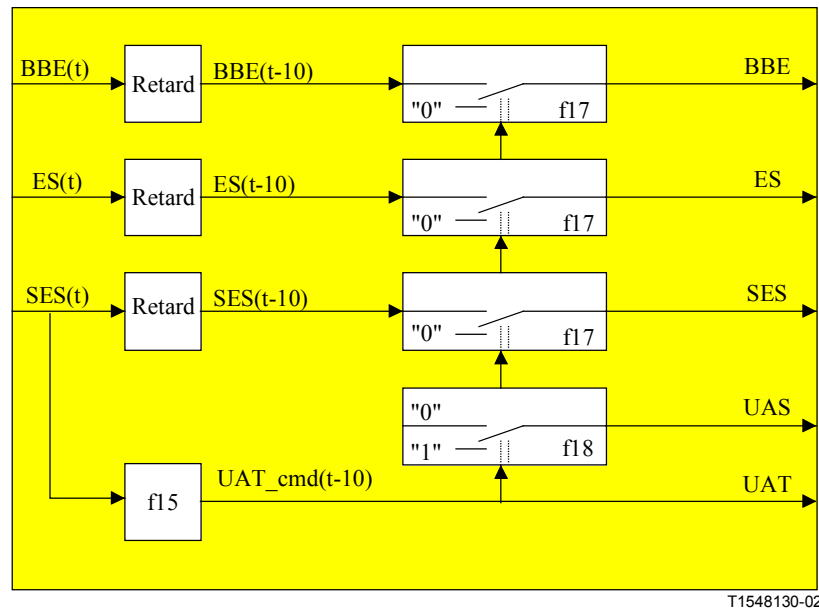 BBE(t)
Retard
BBE(t-10)
"0"
f17
BBE
ES(t)
Retard
ES(t-10)
"0"
f17
ES
SES(t)
Retard
SES(t-10)
"0"
f17
SES
"0"
"1"
f18
UAS
f15
UAT_cmd(t-10)
UAT
T1548130-02